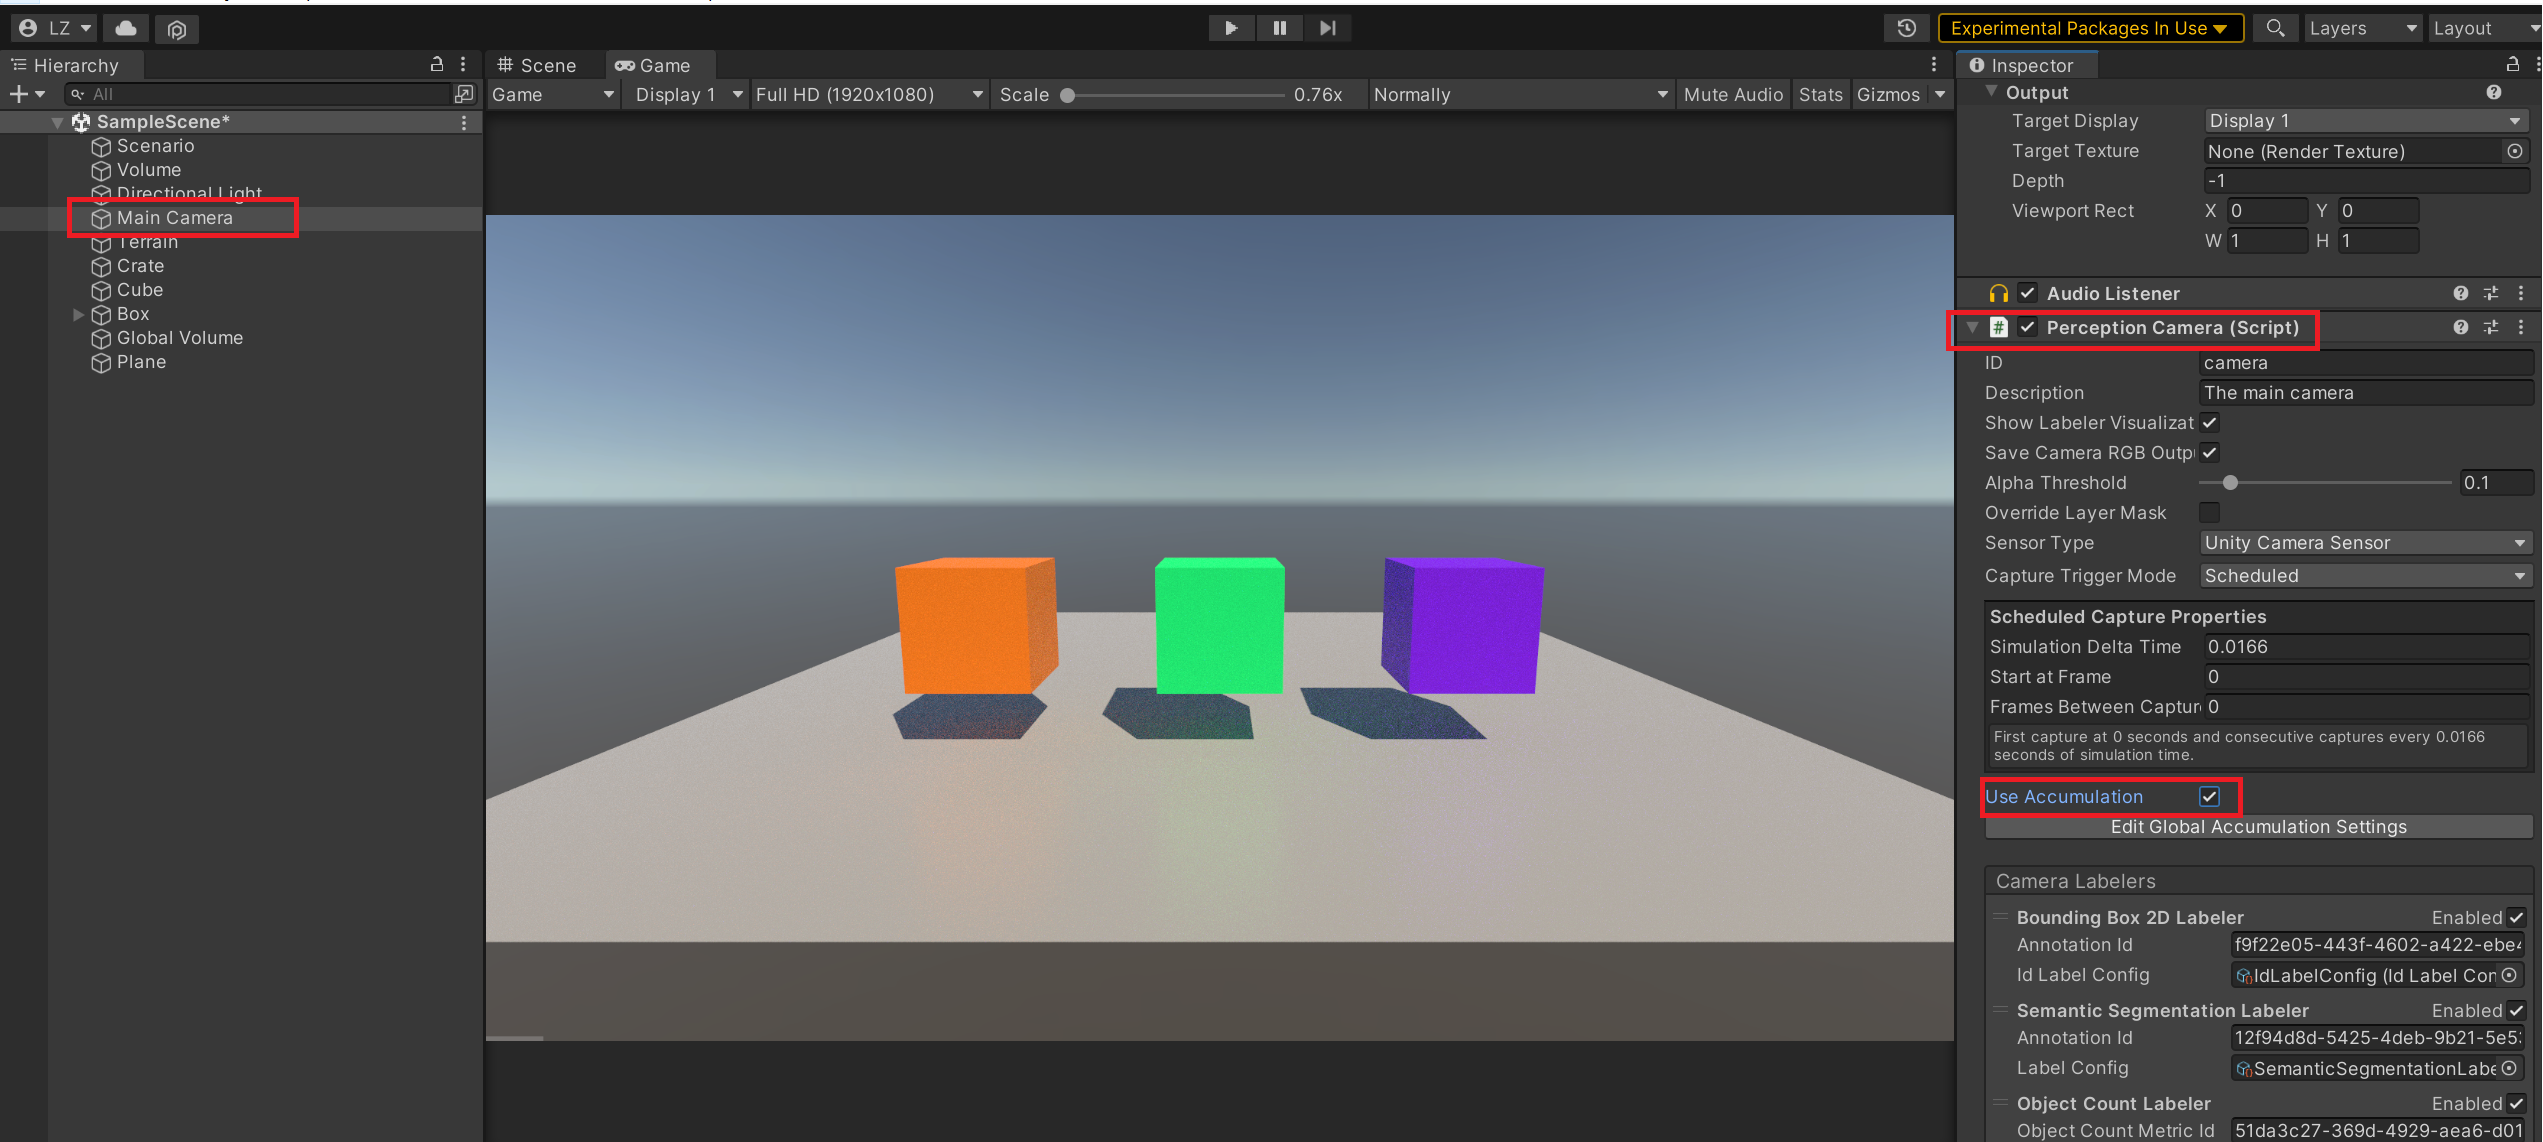 LZ
Experimental Packages In Use
Layers
Layout
Hierarchy
Scene
Game
Inspector
All
Game
Display 1
Full HD (1920x1080)
Scale
0.76x
Normally
Mute Audio
Stats
Gizmos
SampleScene*
Scenario
Volume
Directional Light
Main Camera
Terrain
Crate
Cube
Box
Global Volume
Plane
Output
Target Display
Display 1
Target Texture
None (Render Texture)
Depth
-1
Viewport Rect
X 0 Y 0
W 1 H 1
Audio Listener
# Perception Camera (Script)
ID
camera
Description
The main camera
Show Labeler Visualizat
Save Camera RGB Outp
Alpha Threshold
0.1
Override Layer Mask
Sensor Type
Unity Camera Sensor
Capture Trigger Mode
Scheduled
Scheduled Capture Properties
Simulation Delta Time
0.0166
Start at Frame
0
Frames Between Captur
0
First capture at 0 seconds and consecutive captures every 0.0166
seconds of simulation time.
Use Accumulation
Edit Global Accumulation Settings
Camera Labelers
Bounding Box 2D Labeler
Enabled
Annotation Id
f9f22e05-443f-4602-a422-ebe
Id Label Config
IdLabelConfig (Id Label Con
Semantic Segmentation Labeler
Enabled
Annotation Id
12f94d8d-5425-4deb-9b21-5e5
Label Config
SemanticSegmentationLabe
Object Count Labeler
Enabled
Object Count Metric Id
51da3c27-369d-4929-aea6-d01